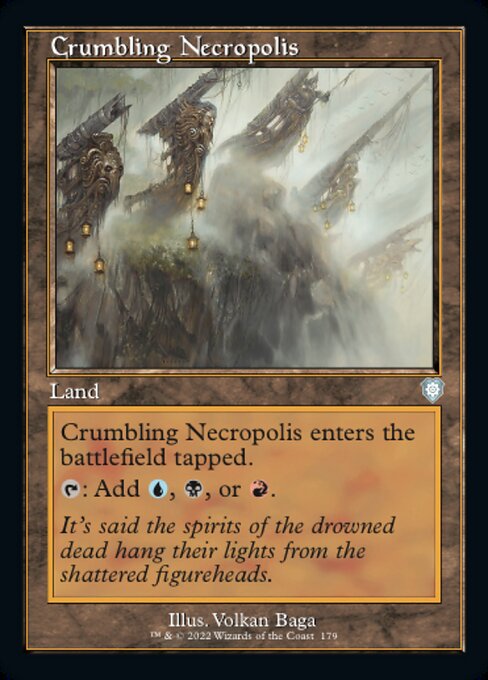 Crumbling Necropolis
Land
Crumbling Necropolis enters the
battlefield tapped.
: Add , , or .
It's said the spirits of the drowned
dead hang their lights from the
shattered figureheads.
Illus. Volkan Baga
™ & © 2022 Wizards of the Coast 179